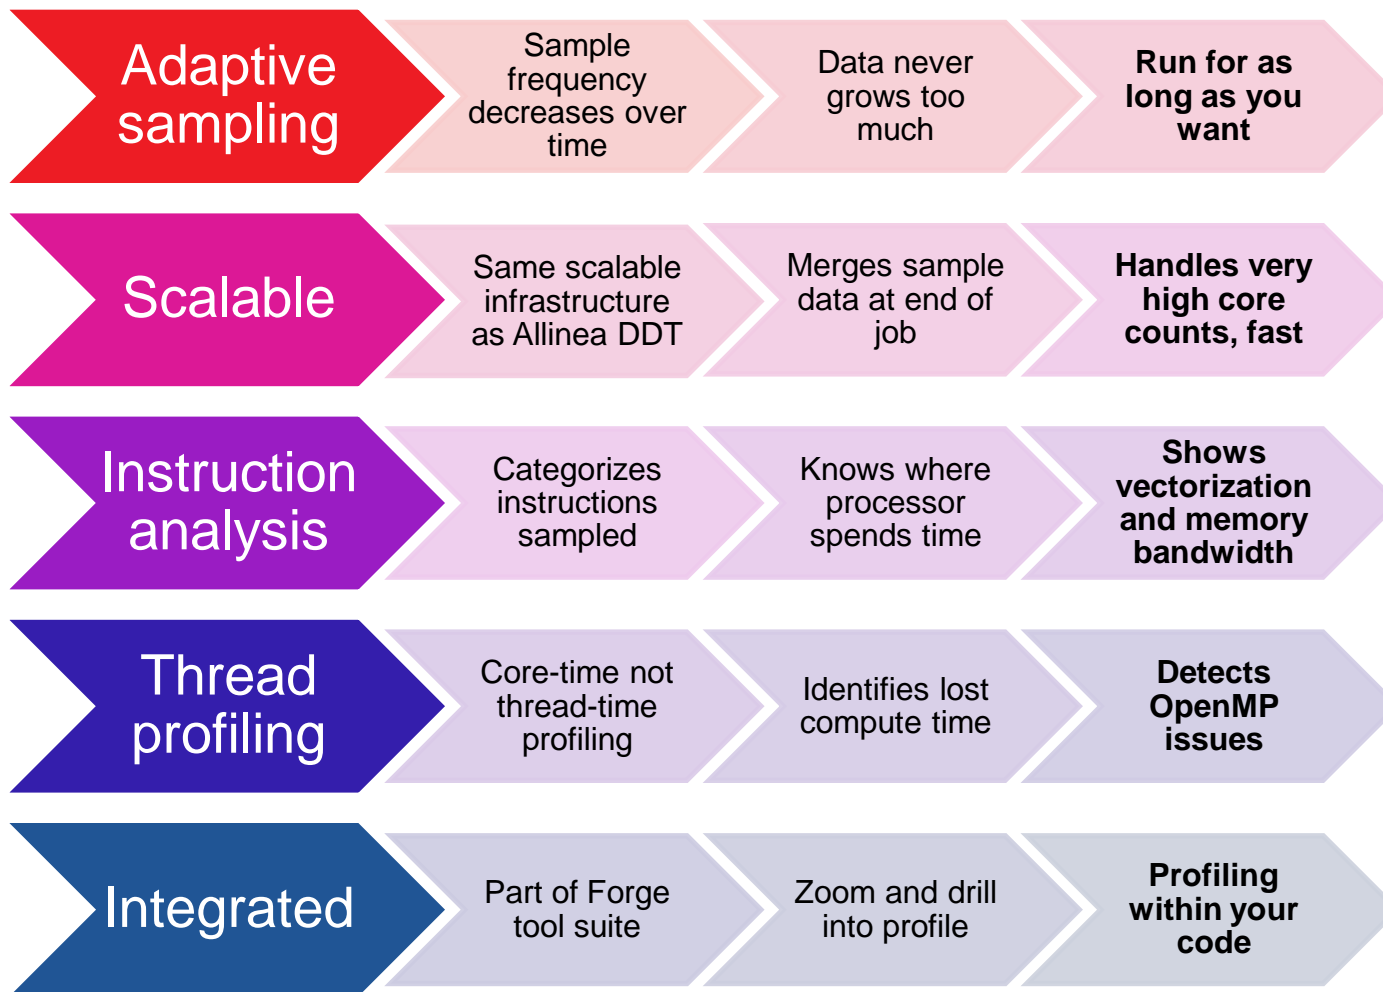 Adaptive
sampling
Sample
frequency
decreases over
time
Data never
grows too
much
Run for as
long as you
want
Scalable
Same scalable
infrastructure
as Allinea DDT
Merges sample
data at end of
job
Handles very
high core
counts, fast
Instruction
analysis
Categorizes
instructions
sampled
Knows where
processor
spends time
Shows
vectorization
and memory
bandwidth
Thread
profiling
Core-time not
thread-time
profiling
Identifies lost
compute time
Detects
OpenMP
issues
Integrated
Part of Forge
tool suite
Zoom and drill
into profile
Profiling
within your
code